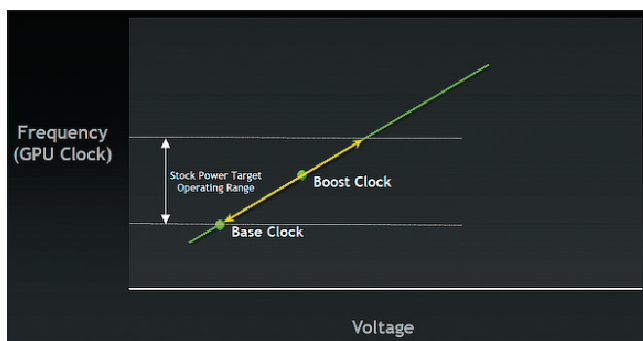 Frequency
(GPU Clock)
Stock Power Target
Operating Range
Boost Clock
Base Clock
Voltage